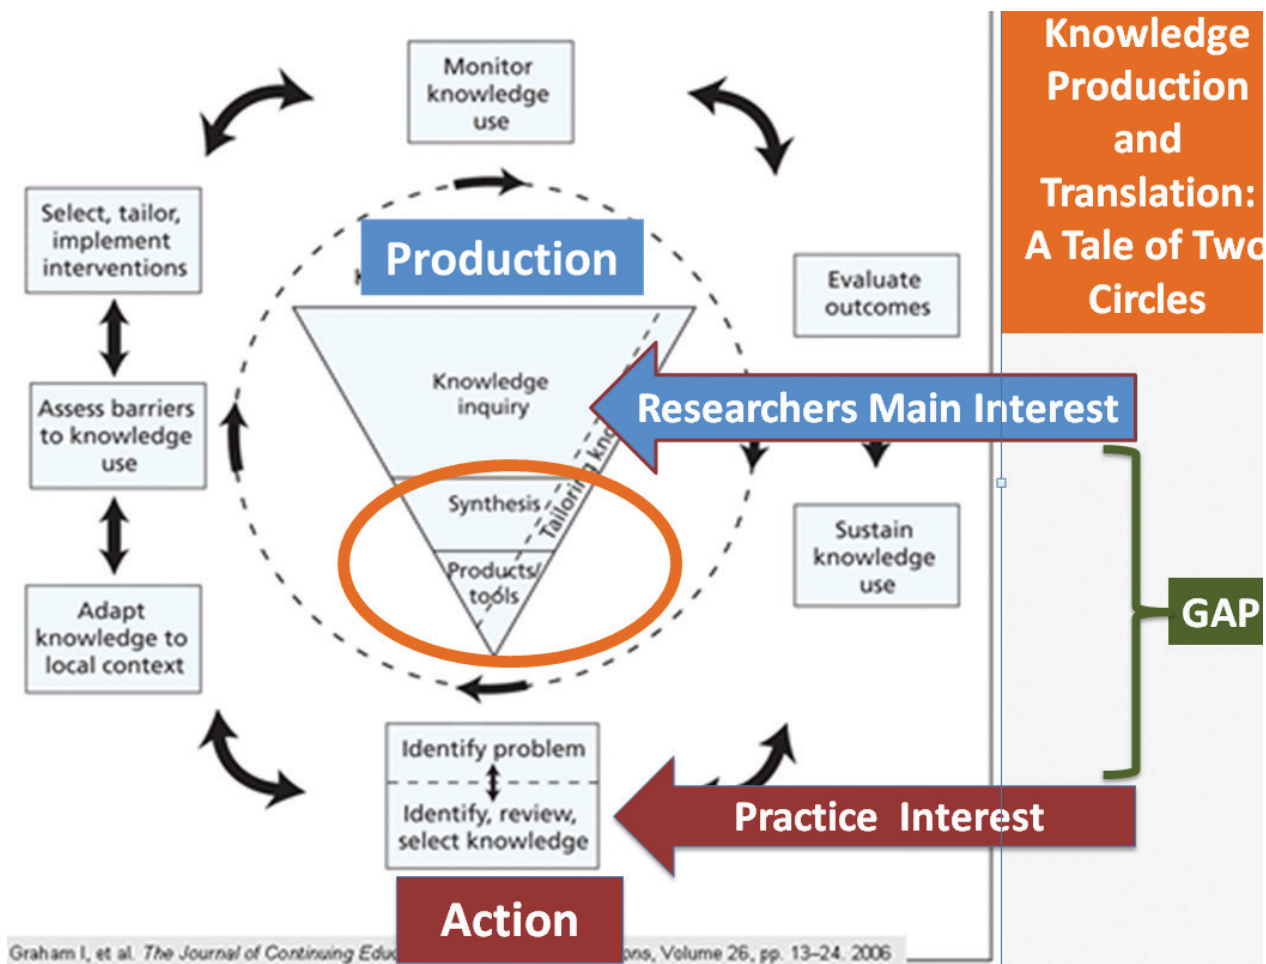 Knowledge
Production
and
Translation:
A Tale of Two
Circles
Monitor
knowledge
use
Select, tailor,
implement
interventions
Production
Evaluate
outcomes
Knowledge
inquiry
Researchers Main Interest
Assess barriers
to knowledge
use
Synthesis
Tailoring
Products/
tools
Sustain
knowledge
use
GAP
Adapt
knowledge to
local context
Identify problem
Identify, review,
select knowledge
Practice Interest
Action
Graham I, et al. The Journal of Continuing Volume 26, pp. 13–24. 2006